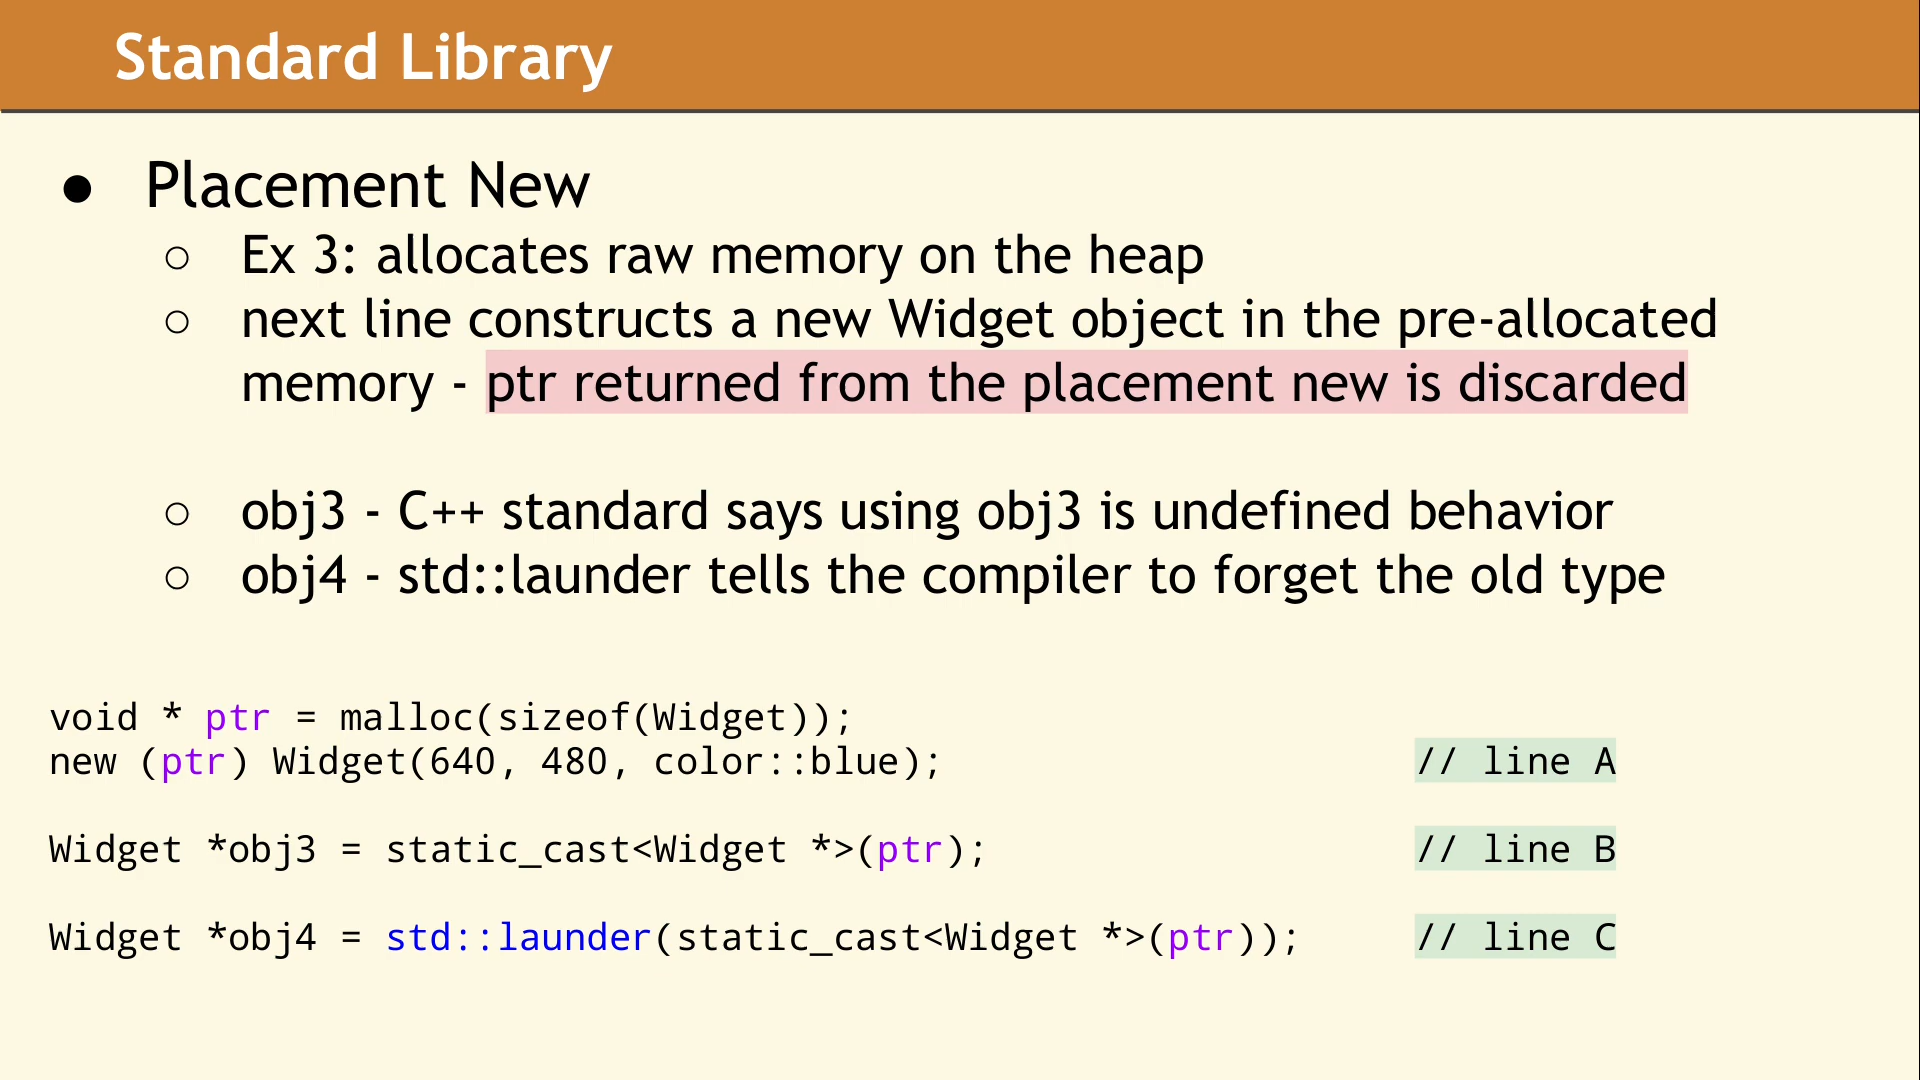 Standard Library
● Placement New
○ Ex 3: allocates raw memory on the heap
○ next line constructs a new Widget object in the pre-allocated
memory - ptr returned from the placement new is discarded
○ obj3 - C++ standard says using obj3 is undefined behavior
○ obj4 - std::launder tells the compiler to forget the old type
void * ptr = malloc(sizeof(Widget));
new (ptr) Widget(640, 480, color::blue); // line A
Widget *obj3 = static_cast<Widget *>(ptr); // line B
Widget *obj4 = std::launder(static_cast<Widget *>(ptr)); // line C